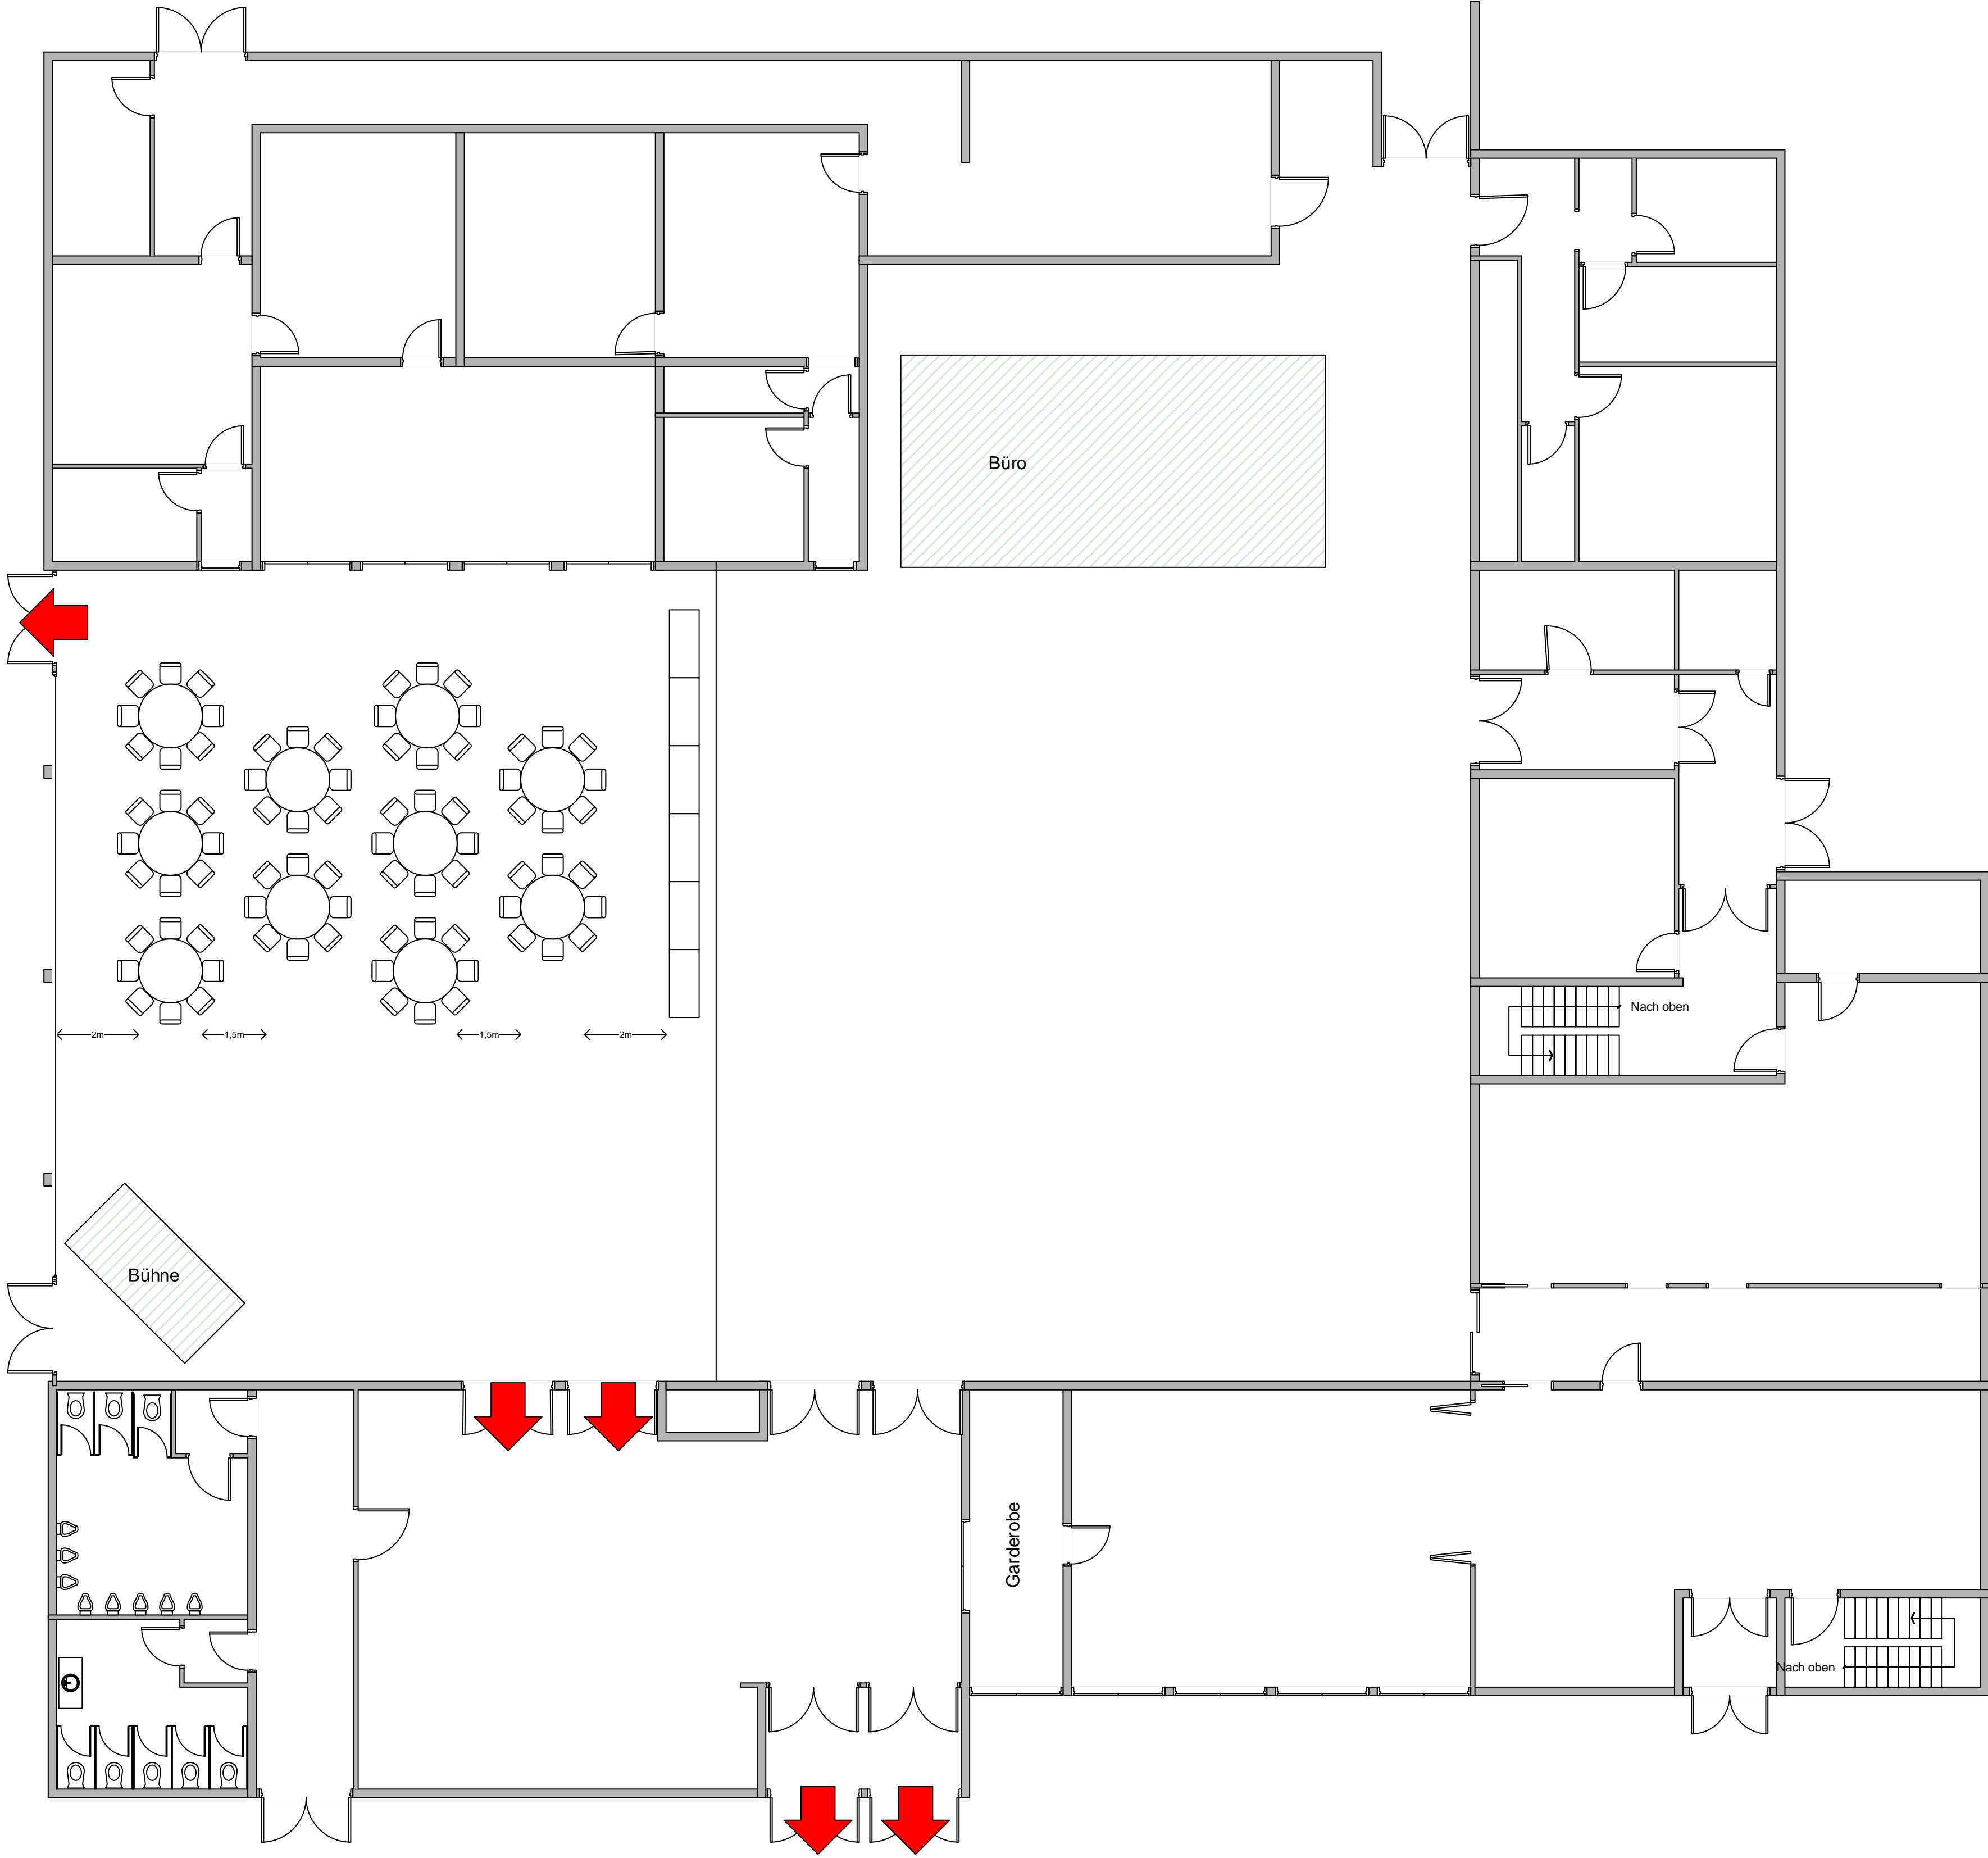 Büro
Nach oben
2m
1,5m
1,5m
2m
Bühne
Garderobe
Nach oben